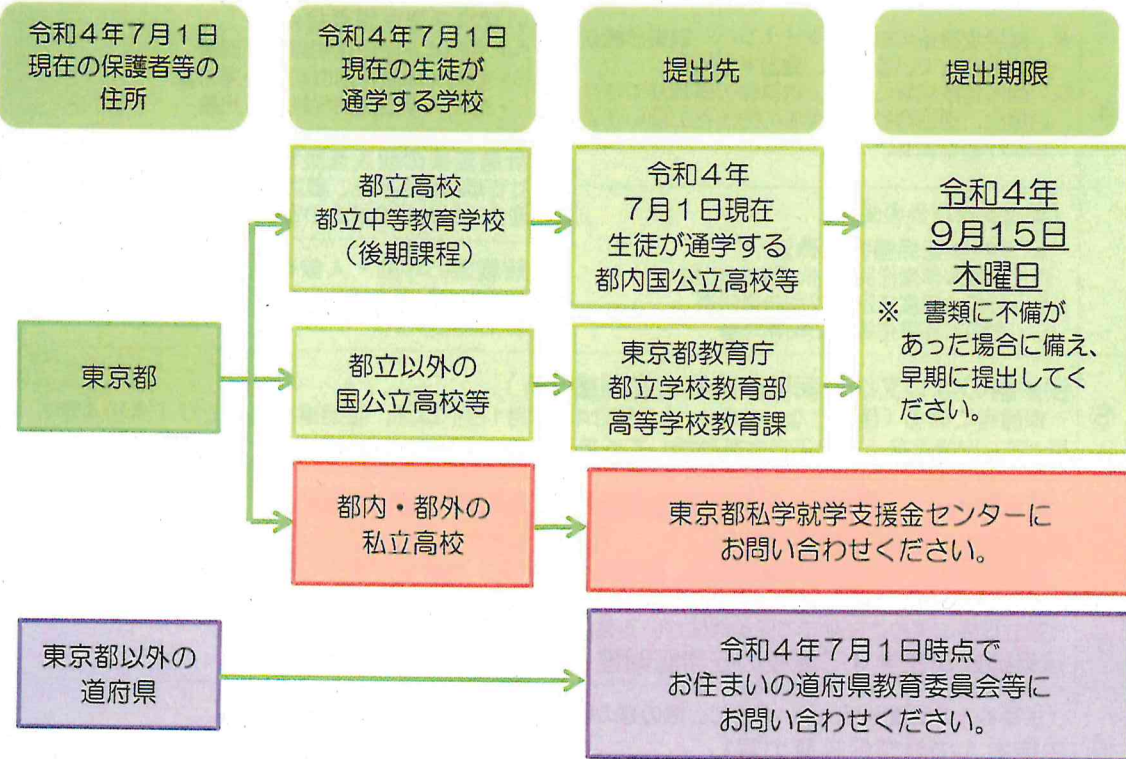 令和４年７月１日
現在の保護者等の
住所
令和４年７月１日
現在の生徒が
通学する学校
提出先
提出期限
東京都
都立高校
都立中等教育学校
（後期課程）
令和４年
７月１日現在
生徒が通学する
都内国公立高校等
令和４年
９月15日
木曜日
※　書類に不備が
あった場合に備え、
早期に提出してく
ださい。
都立以外の
国公立高校等
東京都教育庁
都立学校教育部
高等学校教育課
都内・都外の
私立高校
東京都私学就学支援金センターに
お問い合わせください。
東京都以外の
道府県
令和４年７月１日時点で
お住まいの道府県教育委員会等に
お問い合わせください。